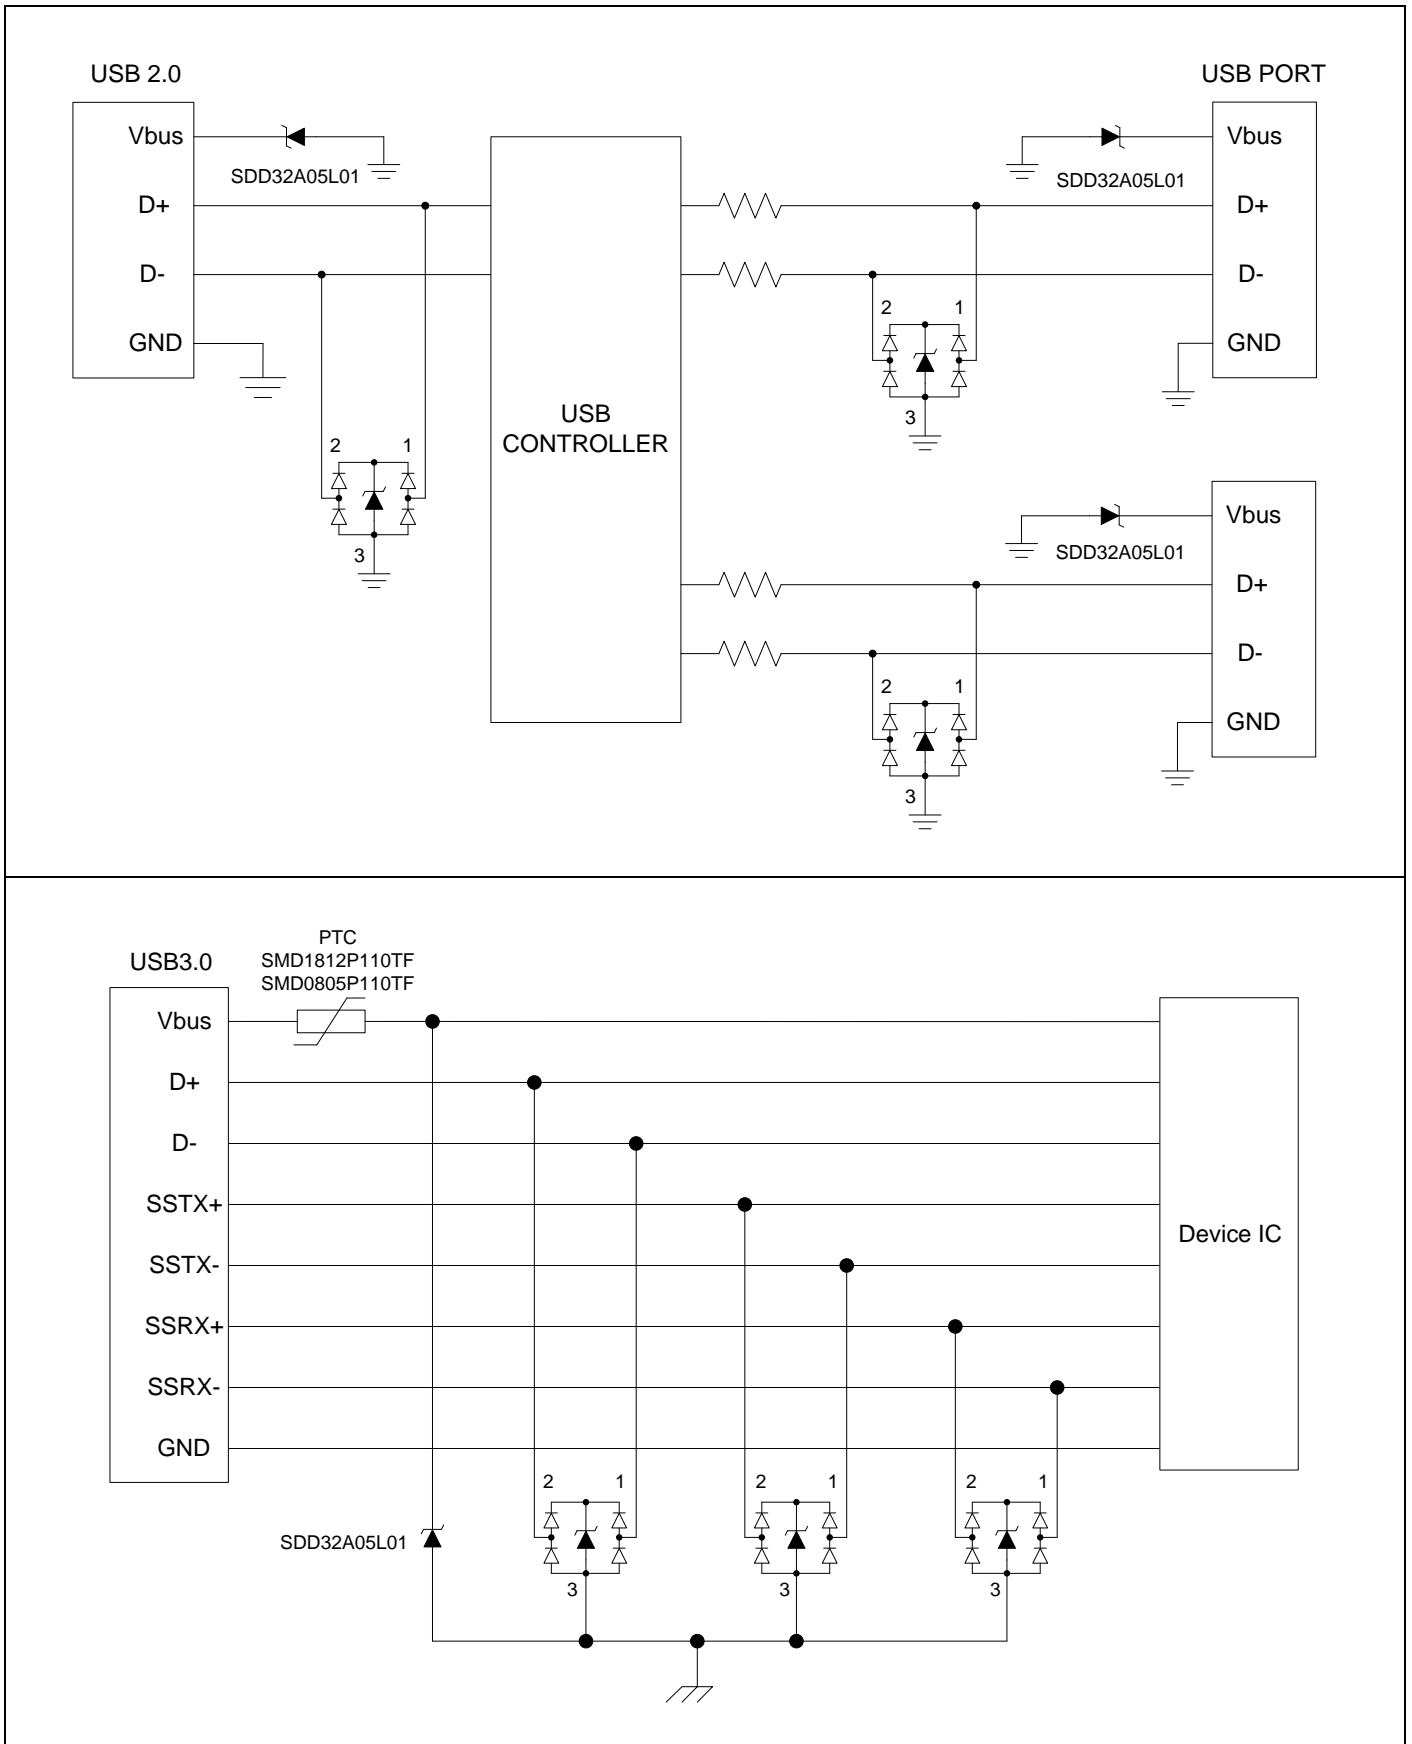 USB 2.0
Vbus
SDD32A05L01
D+
D-
GND
2 1
3
USB
CONTROLLER
USB PORT
Vbus
SDD32A05L01
D+
D-
GND
2 1
3
Vbus
SDD32A05L01
D+
D-
GND
2 1
3
PTC
SMD1812P110TF
SMD0805P110TF
USB3.0
Vbus
D+
D-
SSTX+
SSTX-
SSRX+
SSRX-
GND
Device IC
SDD32A05L01
2 1
3
2 1
3
2 1
3